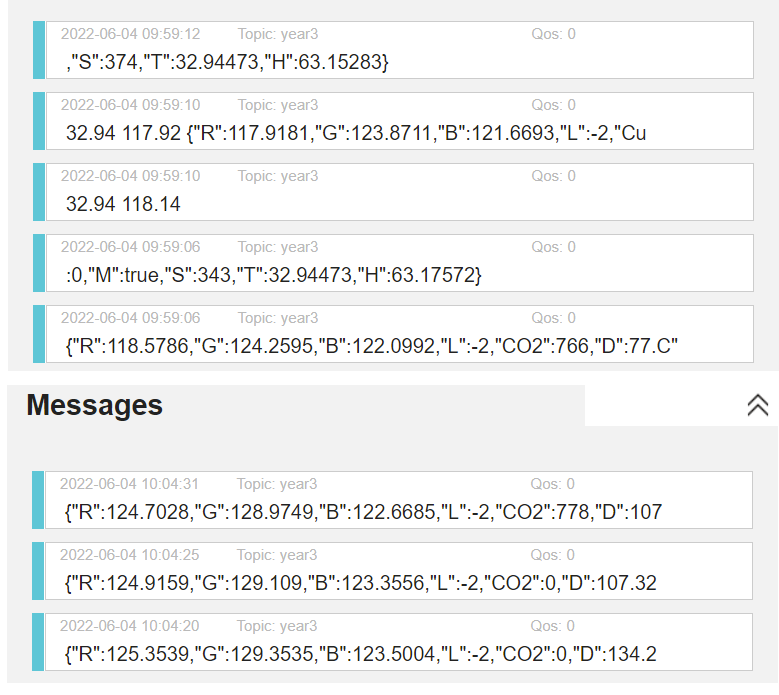 2022-06-04 09:59:12 Topic: year3 Qos: 0
,"S":374,"T":32.94473,"H":63.15283}
2022-06-04 09:59:10 Topic: year3 Qos: 0
32.94 117.92 {"R":117.9181,"G":123.8711,"B":121.6693,"L":-2,"Cu
2022-06-04 09:59:10 Topic: year3 Qos: 0
32.94 118.14
2022-06-04 09:59:06 Topic: year3 Qos: 0
:0,"M":true,"S":343,"T":32.94473,"H":63.17572}
2022-06-04 09:59:06 Topic: year3 Qos: 0
{"R":118.5786,"G":124.2595,"B":122.0992,"L":-2,"CO2":766,"D":77.C"
Messages
2022-06-04 10:04:31 Topic: year3 Qos: 0
{"R":124.7028,"G":128.9749,"B":122.6685,"L":-2,"CO2":778,"D":107
2022-06-04 10:04:25 Topic: year3 Qos: 0
{"R":124.9159,"G":129.109,"B":123.3556,"L":-2,"CO2":0,"D":107.32
2022-06-04 10:04:20 Topic: year3 Qos: 0
{"R":125.3539,"G":129.3535,"B":123.5004,"L":-2,"CO2":0,"D":134.2